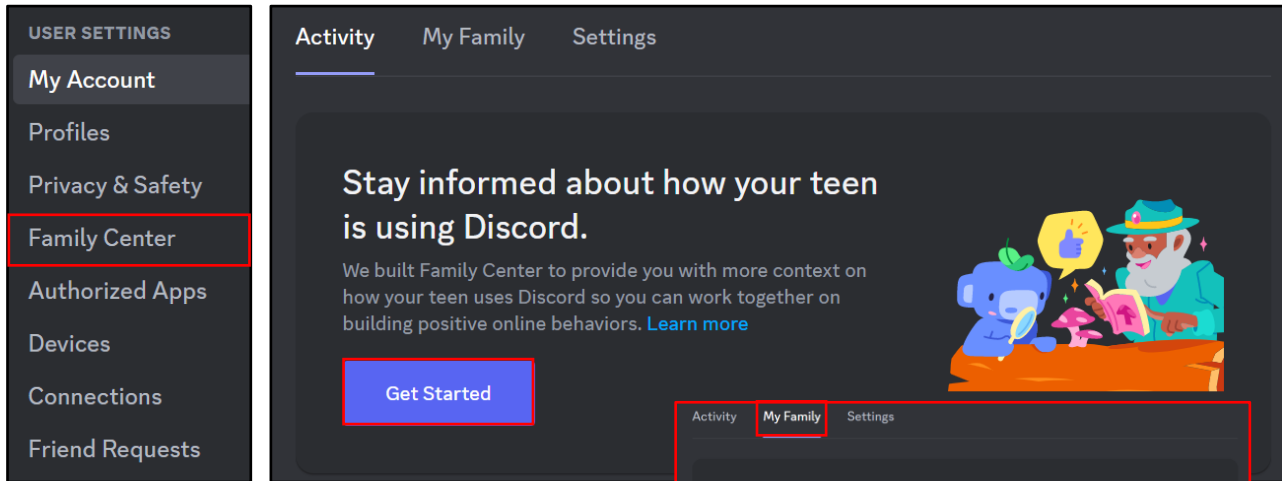 USER SETTINGS
My Account
Profiles
Privacy & Safety
Family Center
Authorized Apps
Devices
Connections
Friend Requests
Activity My Family Settings
Stay informed about how your teen
is using Discord.
We built Family Center to provide you with more context on
how your teen uses Discord so you can work together on
building positive online behaviors. Learn more
Get Started
Activity My Family Settings